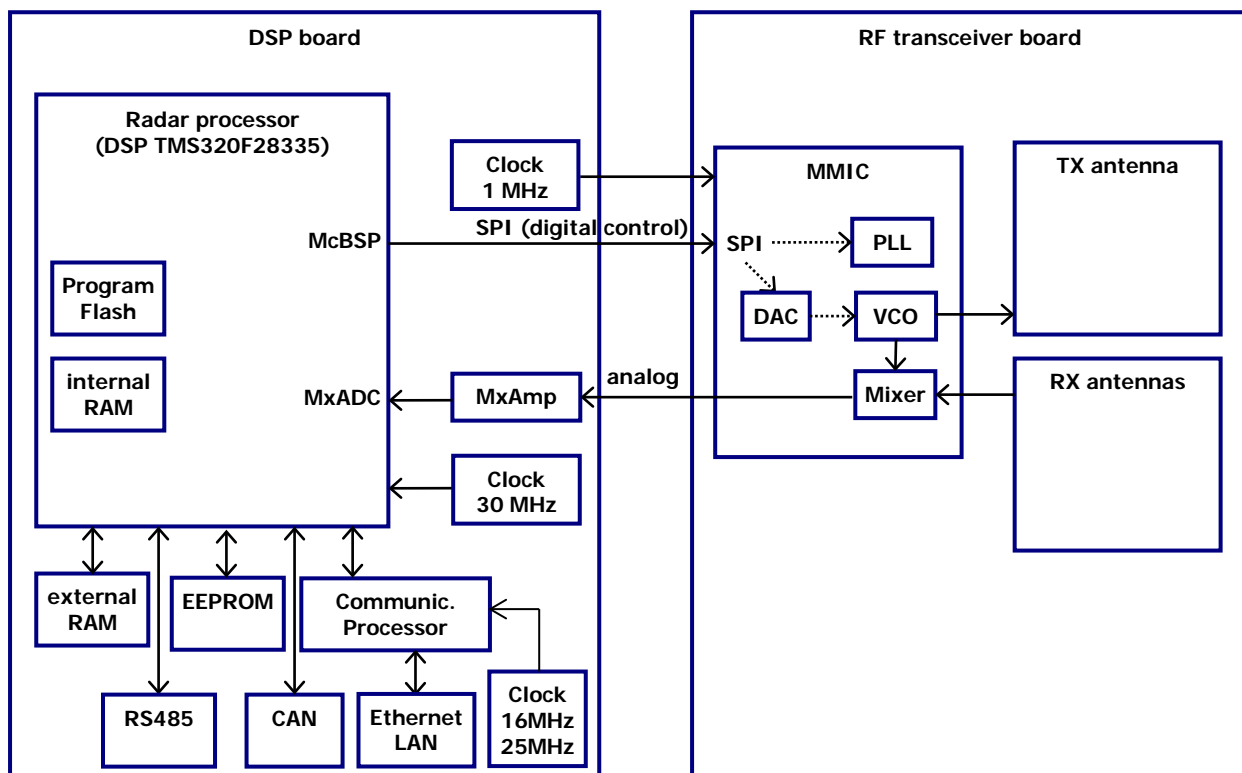 DSP board
Radar processor
(DSP TMS320F28335)
McBSP
Program
Flash
internal
RAM
MxADC
Clock
1 MHz
SPI (digital control)
analog
MxAmp
Clock
30 MHz
external
RAM
EEPROM
Communic.
Processor
RS485
CAN
Ethernet
LAN
Clock
16MHz
25MHz
RF transceiver board
MMIC
SPI
PLL
DAC
VCO
Mixer
TX antenna
RX antennas